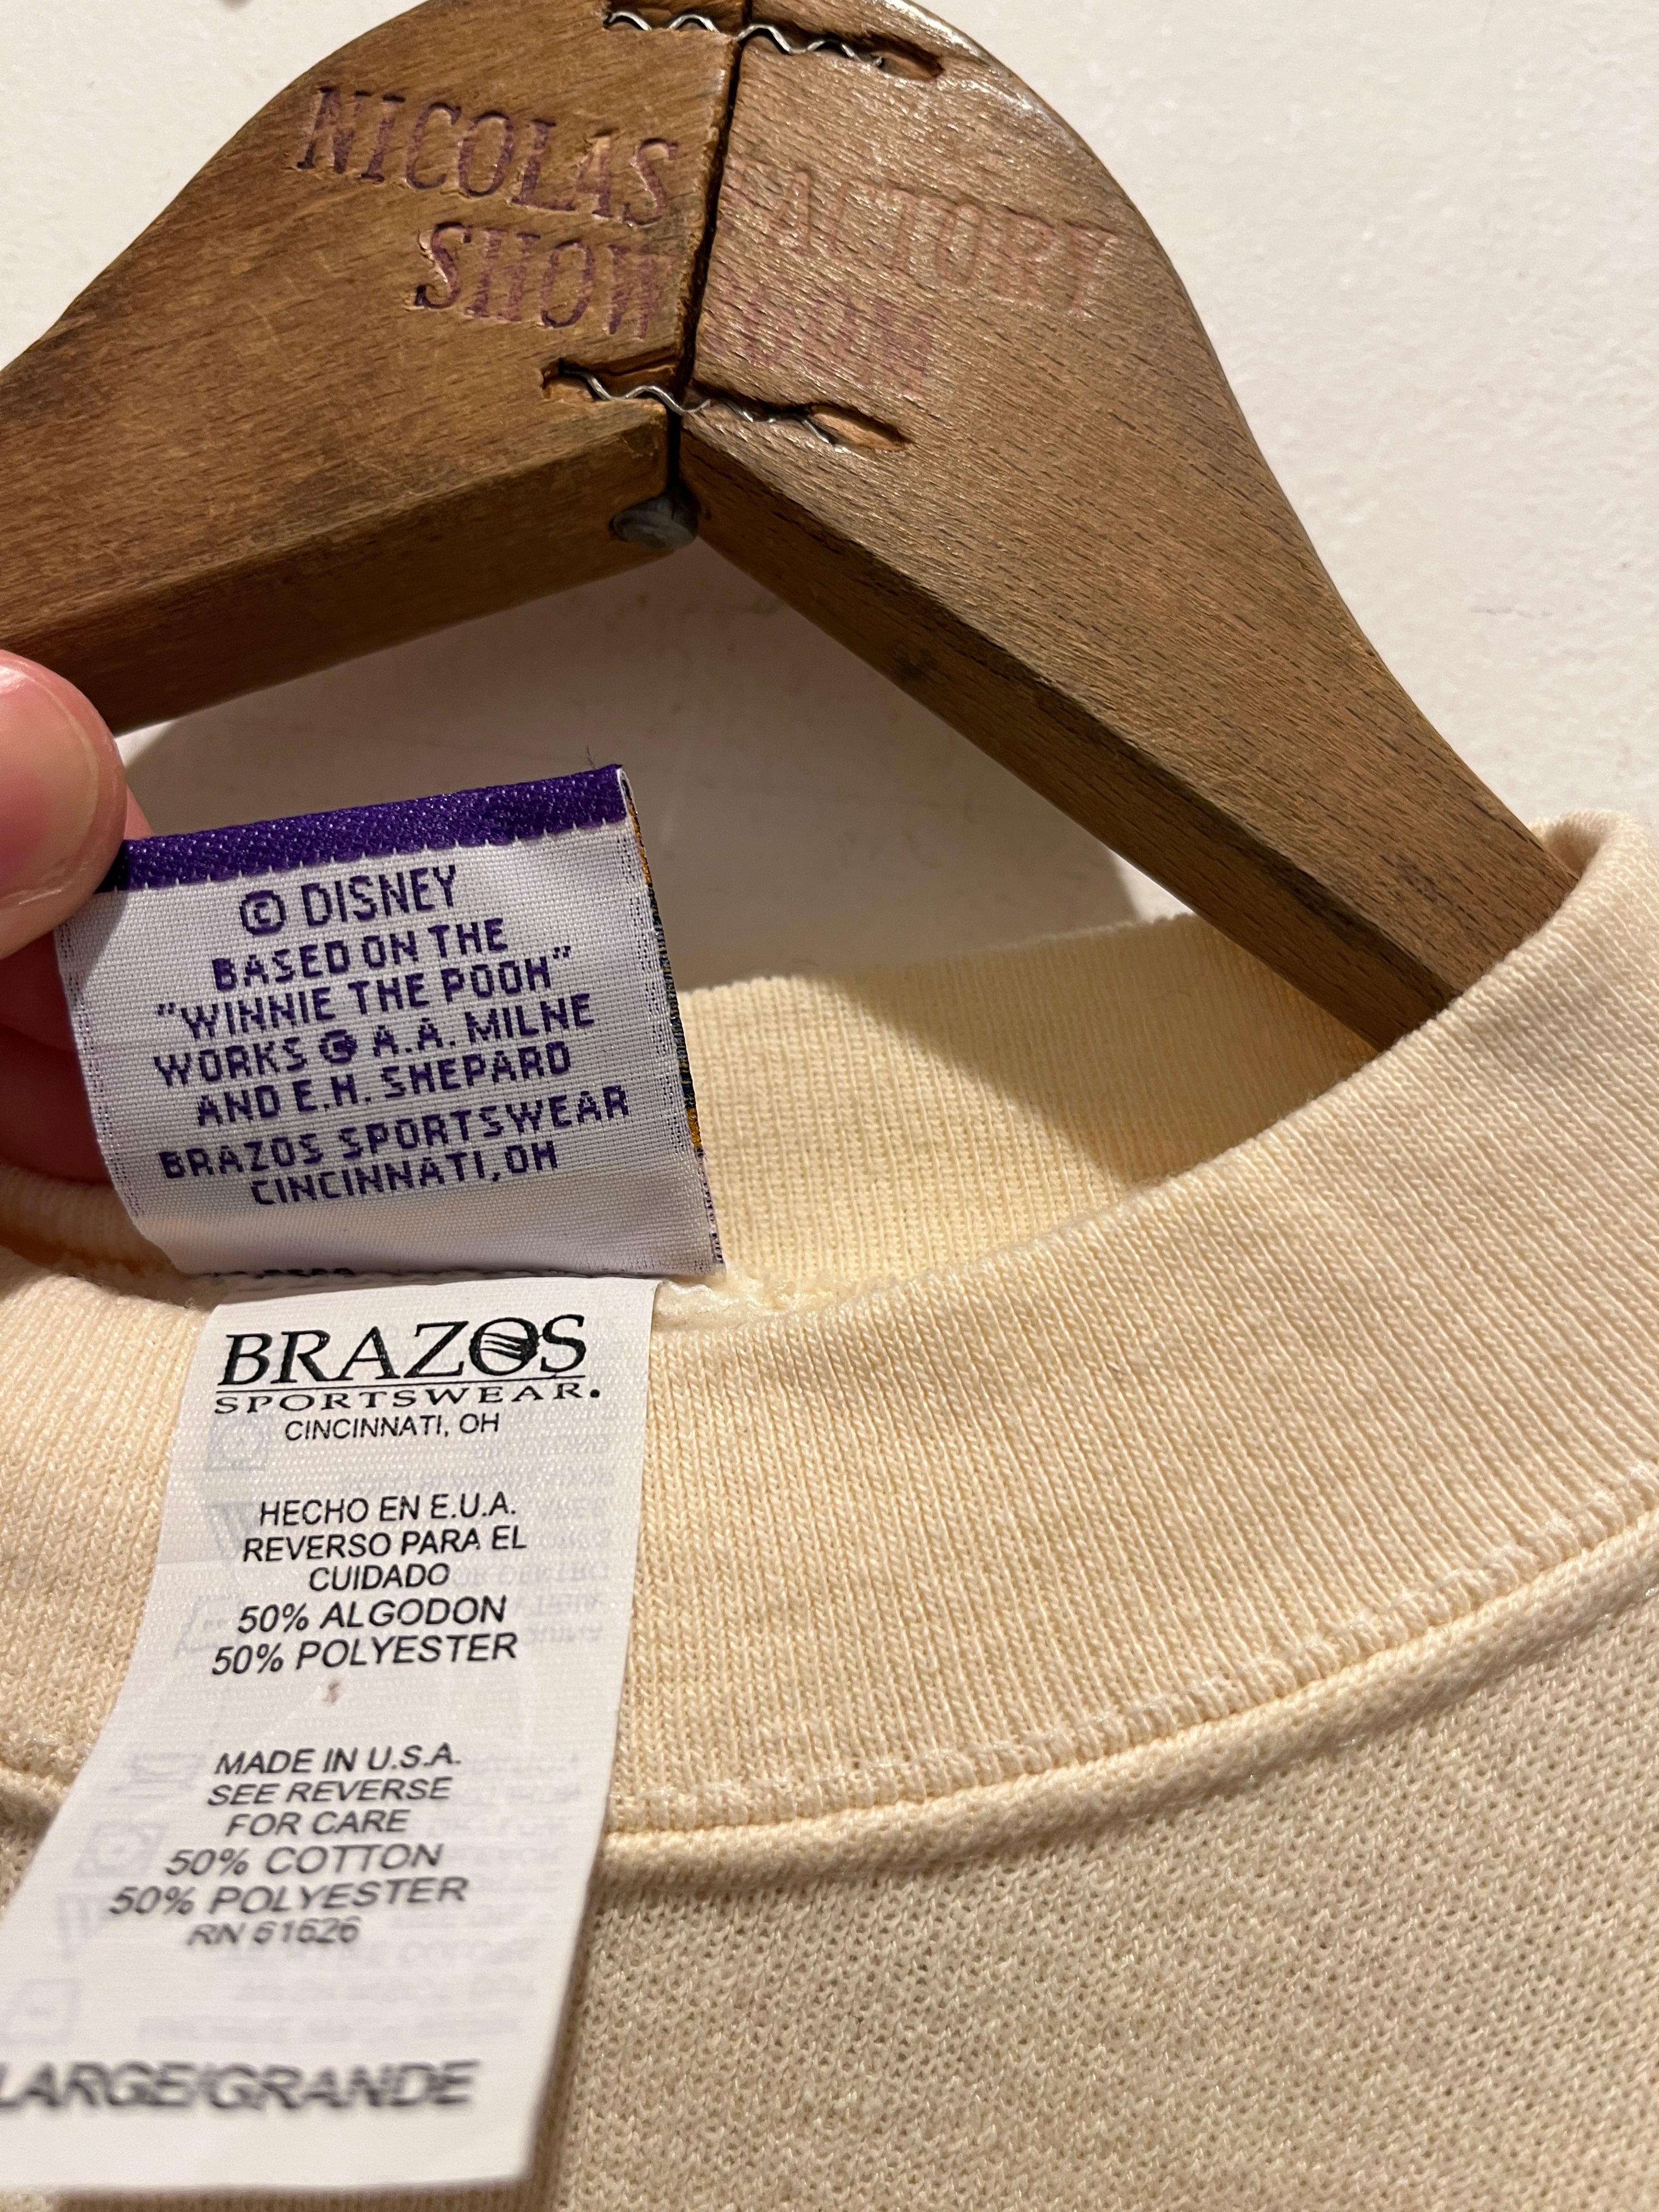 NICOLAS FACTORY
SHOW ROOM
© DISNEY
BASED ON THE
"WINNIE THE POOH"
WORKS © A.A. MILNE
AND E.H. SHEPARD
BRAZOS SPORTSWEAR
CINCINNATI, OH
BRAZOS
SPORTSWEAR.
CINCINNATI, OH
HECHO EN E.U.A.
REVERSO PARA EL
CUIDADO
50% ALGODON
50% POLYESTER
MADE IN U.S.A.
SEE REVERSE
FOR CARE
50% COTTON
50% POLYESTER
RN 61626
LARGE/GRANDE